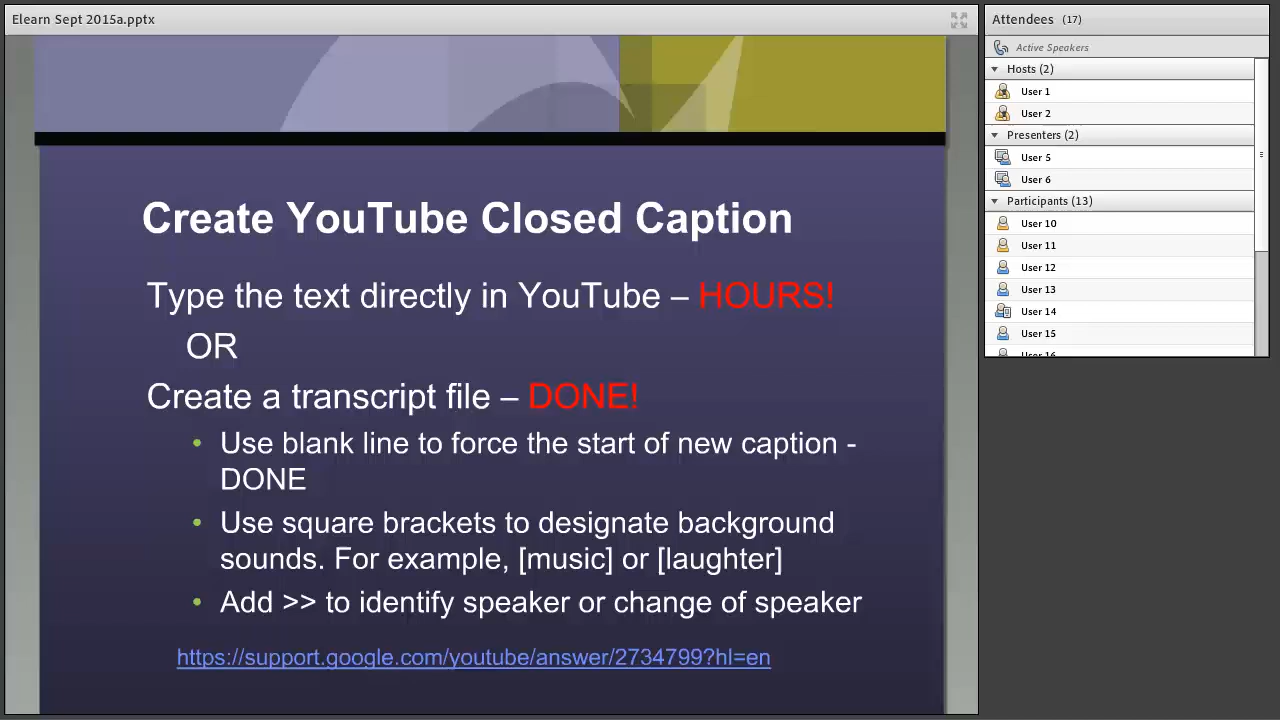 Elearn Sept 2015a.pptx
Create YouTube Closed Caption
Type the text directly in YouTube – HOURS!
OR
Create a transcript file – DONE!
• Use blank line to force the start of new caption -
DONE
• Use square brackets to designate background
sounds. For example, [music] or [laughter]
• Add >> to identify speaker or change of speaker
https://support.google.com/youtube/answer/2734799?hl=en
Attendees (17)
Active Speakers
Hosts (2)
User 1
User 2
Presenters (2)
User 5
User 6
Participants (13)
User 10
User 11
User 12
User 13
User 14
User 15
User 16